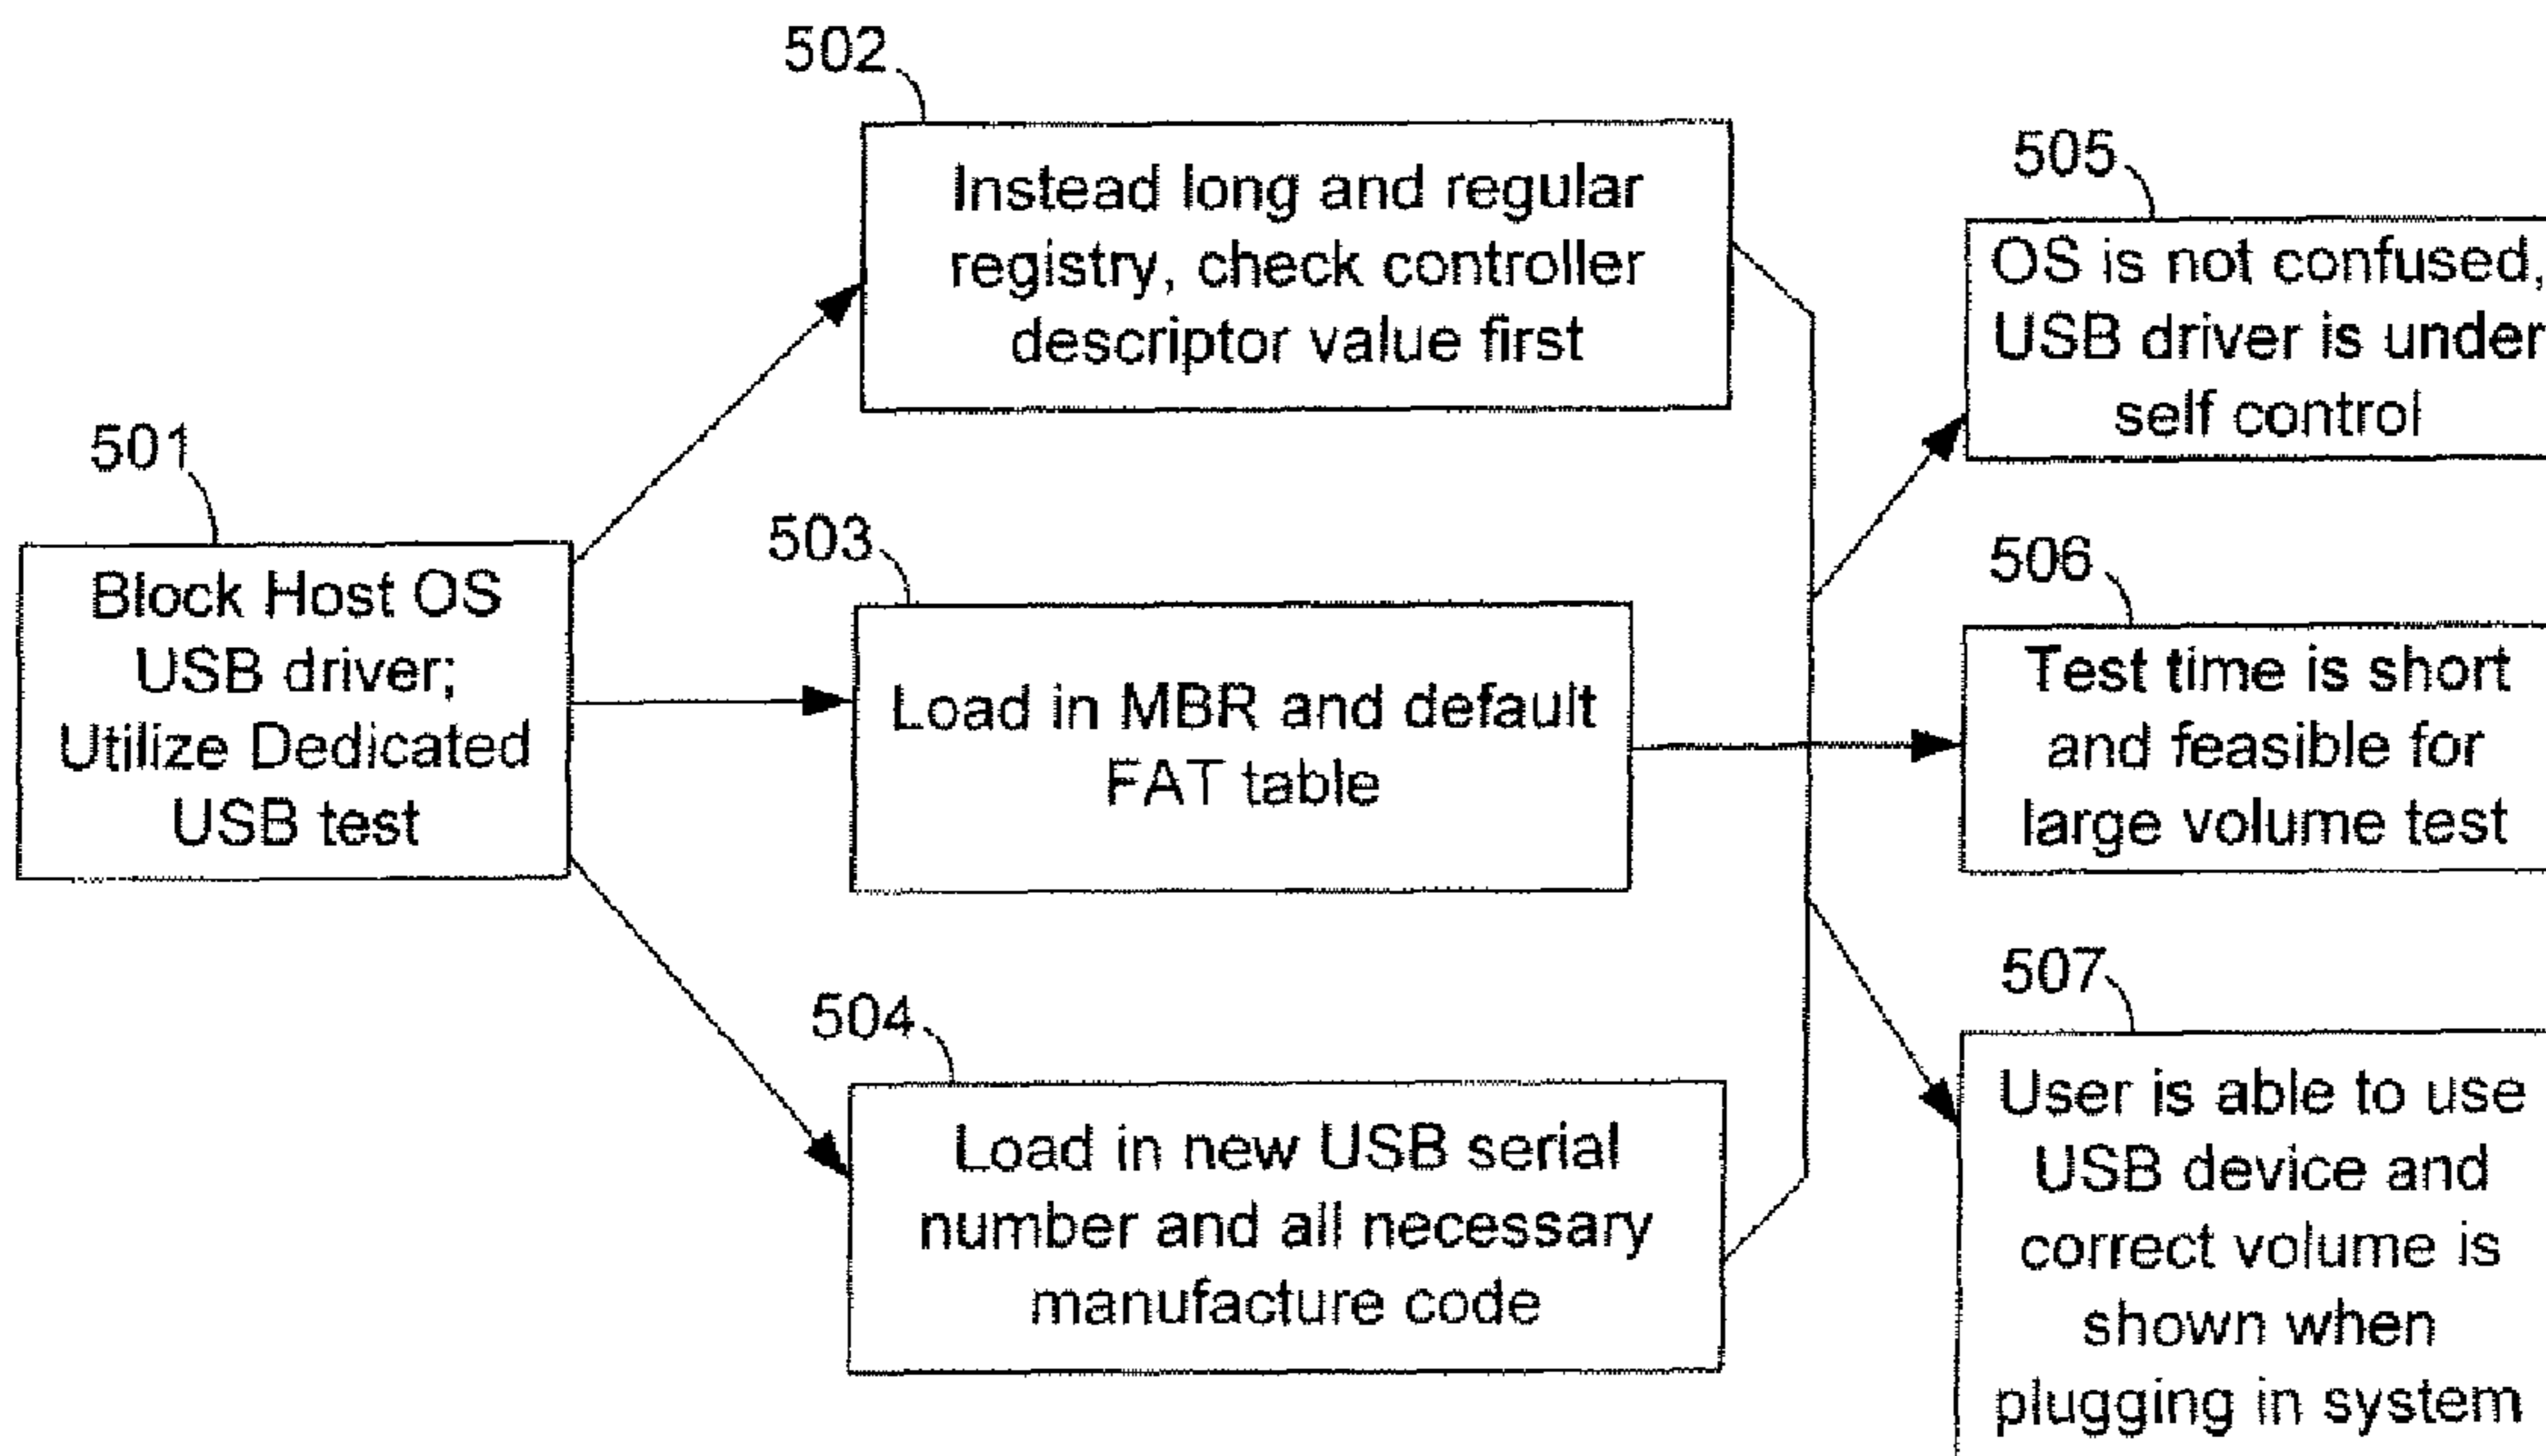 501
Block Host OS
USB driver;
Utilize Dedicated
USB test
502
Instead long and regular
registry, check controller
descriptor value first
503
Load in MBR and default
FAT table
504
Load in new USB serial
number and all necessary
manufacture code
505
OS is not confused,
USB driver is under
self control
506
Test time is short
and feasible for
large volume test
507
User is able to use
USB device and
correct volume is
shown when
plugging in system